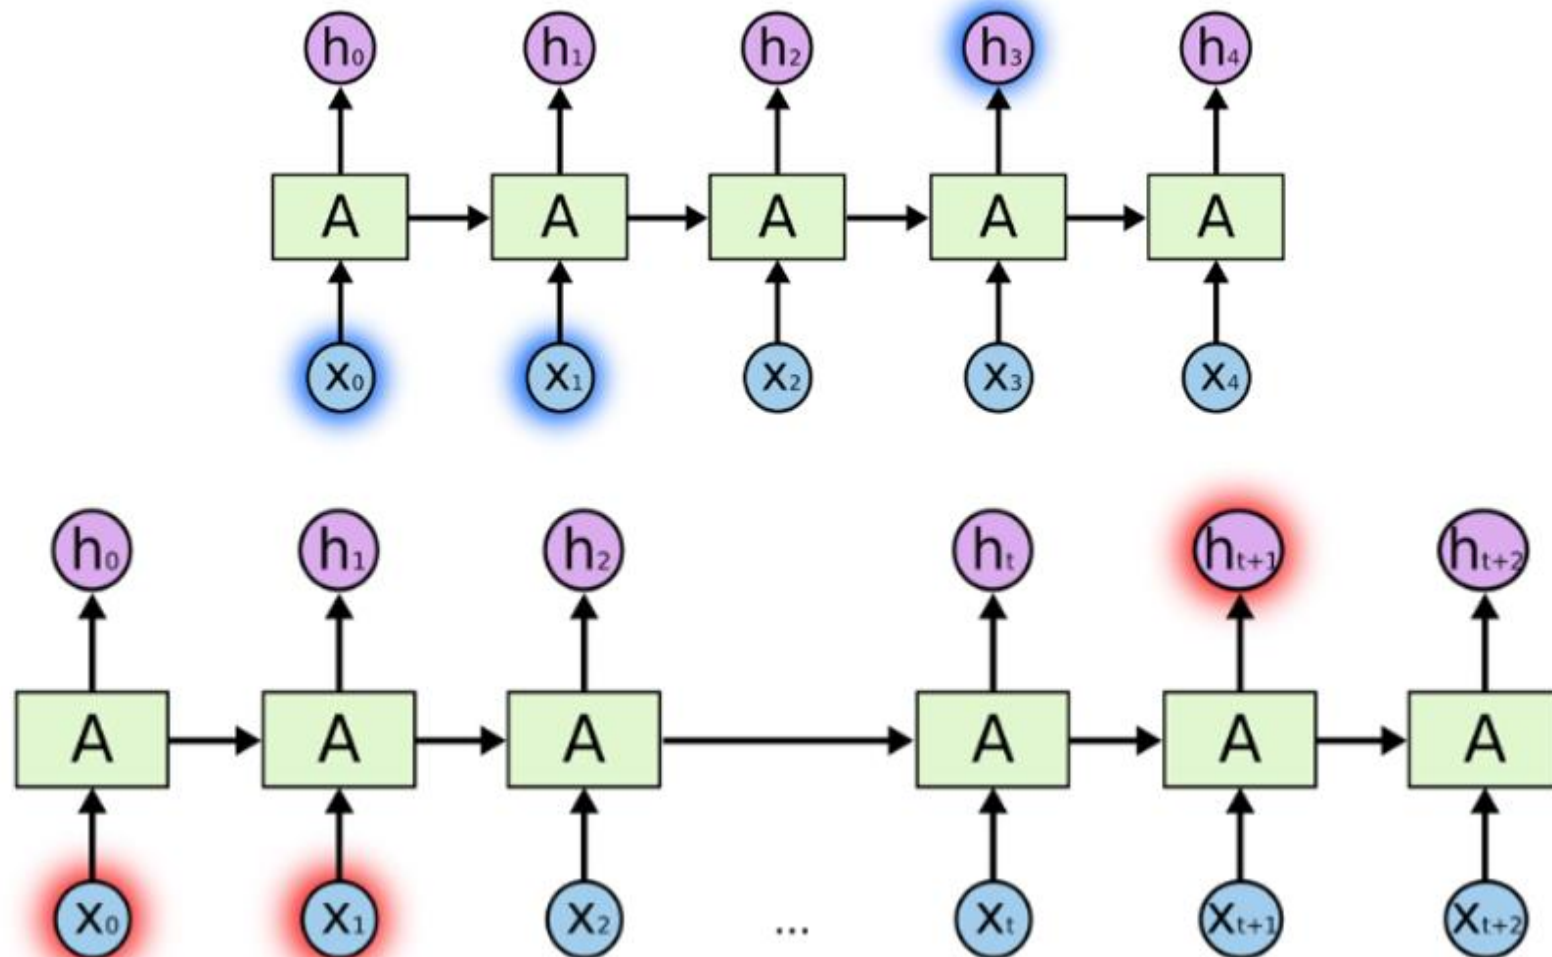 h₀ h₁ h₂ h₃ h₄
A A A A A
x₀ x₁ x₂ x₃ x₄
h₀ h₁ h₂ hₜ hₜ₊₁ hₜ₊₂
A A A A A A
x₀ x₁ x₂ ... xₜ xₜ₊₁ xₜ₊₂